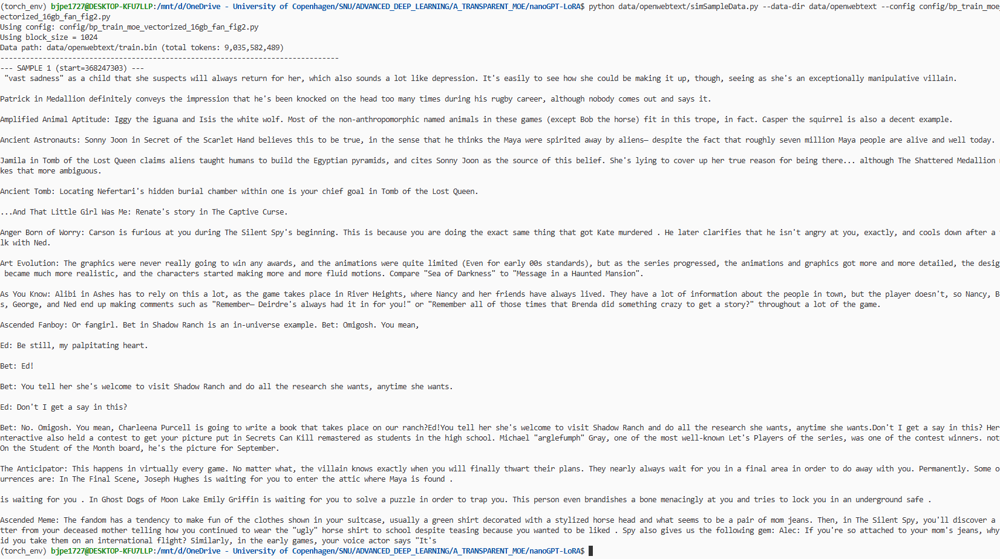 (torch_env) bjpe1727@DESKTOP-KFU7LLP:/mnt/d/OneDrive - University of Copenhagen/SNU/ADVANCED_DEEP_LEARNING/A_TRANSPARENT_MOE/nanoGPT-LoRA$ python data/openwebtext/simSampleData.py --data-dir data/openwebtext --config config/bp_train_moe_
ectorized_16gb_fan_fig2.py
Using config: config/bp_train_moe_vectorized_16gb_fan_fig2.py
Using block_size = 1024
Data path: data/openwebtext/train.bin (total tokens: 9,035,582,489)
--------------------------------------------------------------------------------
--- SAMPLE 1 (start=368247303) ---
"vast sadness" as a child that she suspects will always return for her, which also sounds a lot like depression. It's easily to see how she could be making it up, though, seeing as she's an exceptionally manipulative villain.
Patrick in Medallion definitely conveys the impression that he's been knocked on the head too many times during his rugby career, although nobody comes out and says it.
Amplified Animal Aptitude: Iggy the iguana and Isis the white wolf. Most of the non-anthropomorphic named animals in these games (except Bob the horse) fit in this trope, in fact. Casper the squirrel is also a decent example.
Ancient Astronauts: Sonny Joon in Secret of the Scarlet Hand believes this to be true, in the sense that he thinks the Maya were spirited away by aliens— despite the fact that roughly seven million Maya people are alive and well today.
Jamila in Tomb of the Lost Queen claims aliens taught humans to build the Egyptian pyramids, and cites Sonny Joon as the source of this belief. She's lying to cover up her true reason for being there... although The Shattered Medallion
kes that more ambiguous.
Ancient Tomb: Locating Nefertari's hidden burial chamber within one is your chief goal in Tomb of the Lost Queen.
...And That Little Girl Was Me: Renate's story in The Captive Curse.
Anger Born of Worry: Carson is furious at you during The Silent Spy's beginning. This is because you are doing the exact same thing that got Kate murdered . He later clarifies that he isn't angry at you, exactly, and cools down after a
lk with Ned.
Art Evolution: The graphics were never really going to win any awards, and the animations were quite limited (Even for early 00s standards), but as the series progressed, the animations and graphics got more and more detailed, the desig
became much more realistic, and the characters started making more and more fluid motions. Compare "Sea of Darkness" to "Message in a Haunted Mansion".
As You Know: Alibi in Ashes has to rely on this a lot, as the game takes place in River Heights, where Nancy and her friends have always lived. They have a lot of information about the people in town, but the player doesn't, so Nancy, B
s, George, and Ned end up making comments such as "Remember— Deirdre's always had it in for you!" or "Remember all of those times that Brenda did something crazy to get a story?" throughout a lot of the game.
Ascended Fanboy: Or fangirl. Bet in Shadow Ranch is an in-universe example. Bet: Omigosh. You mean,
Ed: Be still, my palpitating heart.
Bet: Ed!
Bet: You tell her she's welcome to visit Shadow Ranch and do all the research she wants, anytime she wants.
Ed: Don't I get a say in this?
Bet: No. Omigosh. You mean, Charleena Purcell is going to write a book that takes place on our ranch?Ed!You tell her she's welcome to visit Shadow Ranch and do all the research she wants, anytime she wants.Don't I get a say in this? Her
nteractive also held a contest to get your picture put in Secrets Can Kill remastered as students in the high school. Michael "arglefumph" Gray, one of the most well-known Let's Players of the series, was one of the contest winners. not
On the Student of the Month board, he's the picture for September.
The Anticipator: This happens in virtually every game. No matter what, the villain knows exactly when you will finally thwart their plans. They nearly always wait for you in a final area in order to do away with you. Permanently. Some o
urrences are: In The Final Scene, Joseph Hughes is waiting for you to enter the attic where Maya is found .
is waiting for you . In Ghost Dogs of Moon Lake Emily Griffin is waiting for you to solve a puzzle in order to trap you. This person even brandishes a bone menacingly at you and tries to lock you in an underground safe .
Ascended Meme: The fandom has a tendency to make fun of the clothes shown in your suitcase, usually a green shirt decorated with a stylized horse head and what seems to be a pair of mom jeans. Then, in The Silent Spy, you'll discover a
tter from your deceased mother telling how you continued to wear the "ugly" horse shirt to school despite teasing because you wanted to be liked . Spy also gives us the following gem: Alec: If you're so attached to your mom's jeans, why
id you take them on an international flight? Similarly, in the early games, your voice actor says "It's
(torch_env) bjpe1727@DESKTOP-KFU7LLP:/mnt/d/OneDrive - University of Copenhagen/SNU/ADVANCED_DEEP_LEARNING/A_TRANSPARENT_MOE/nanoGPT-LoRA$